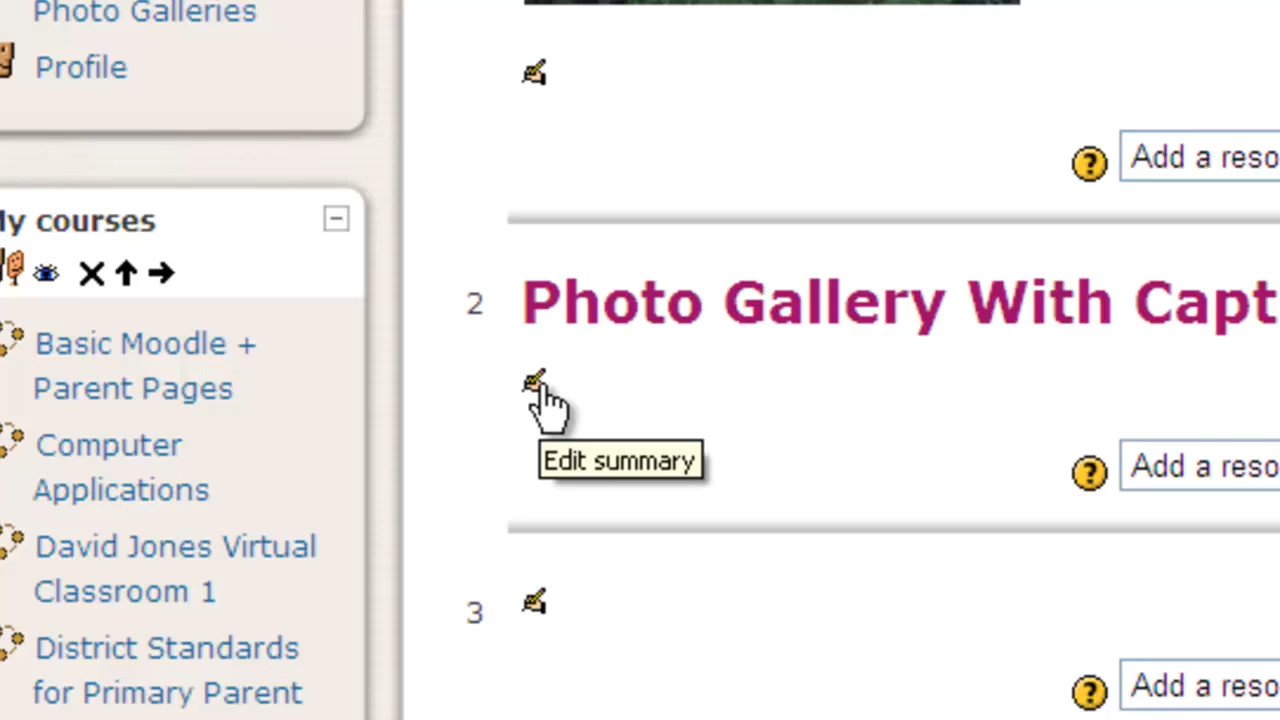 Photo Galleries
Profile
My courses
Basic Moodle +
Parent Pages
Computer
Applications
David Jones Virtual
Classroom 1
District Standards
for Primary Parent
Add a reso
2
Photo Gallery With Capt
Edit summary
Add a reso
3
Add a reso